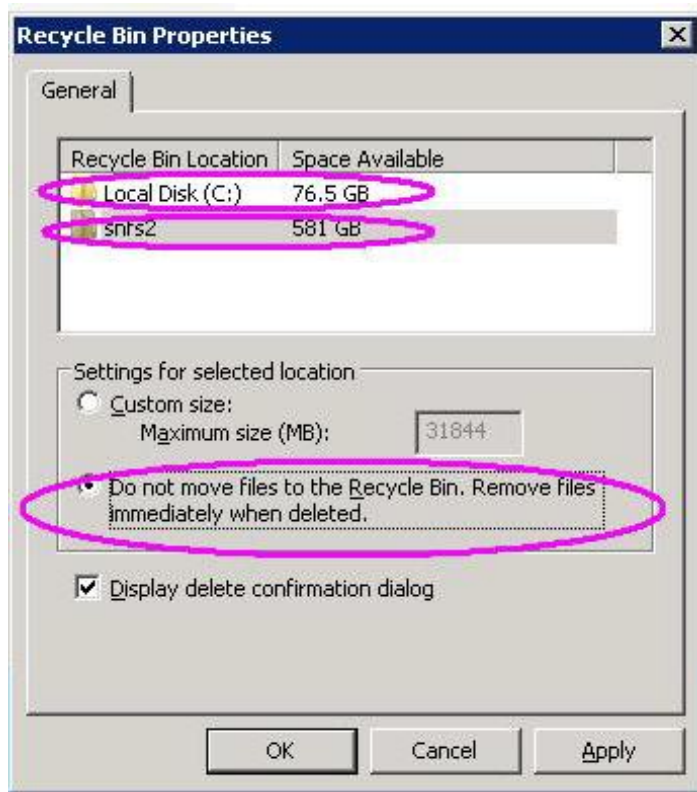 Recycle Bin Properties
General
Recycle Bin Location Space Available
Local Disk (C:) 76.5 GB
snfs2 581 GB
Settings for selected location
Custom size:
Maximum size (MB): 31844
Do not move files to the Recycle Bin. Remove files
immediately when deleted.
Display delete confirmation dialog
OK Cancel Apply